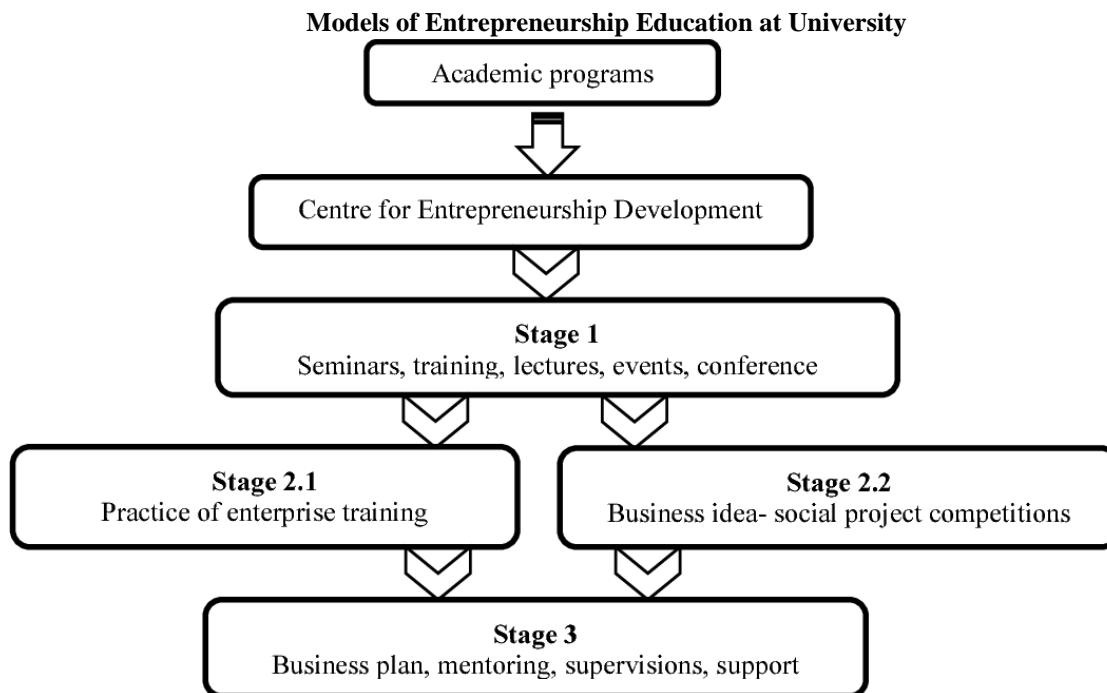 Models of Entrepreneurship Education at University
Academic programs
Centre for Entrepreneurship Development
Stage 1
Seminars, training, lectures, events, conference
Stage 2.1
Practice of enterprise training
Stage 2.2
Business idea- social project competitions
Stage 3
Business plan, mentoring, supervisions, support